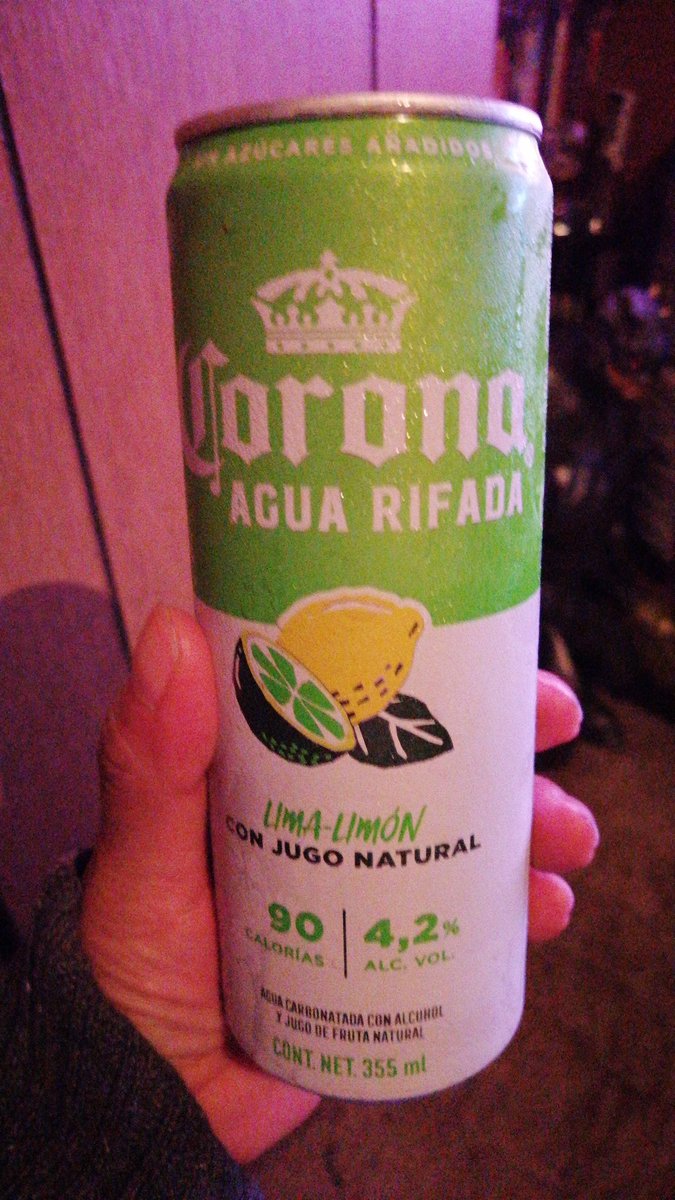 SIN AZÚCARES AÑADIDOS
Corona
AGUA RIFADA
LIMA-LIMÓN
CON JUGO NATURAL
90
CALORÍAS
4,2%
ALC. VOL.
AGUA CARBONATADA CON ALCOHOL
Y JUGO DE FRUTA NATURAL
CONT. NET. 355 ml